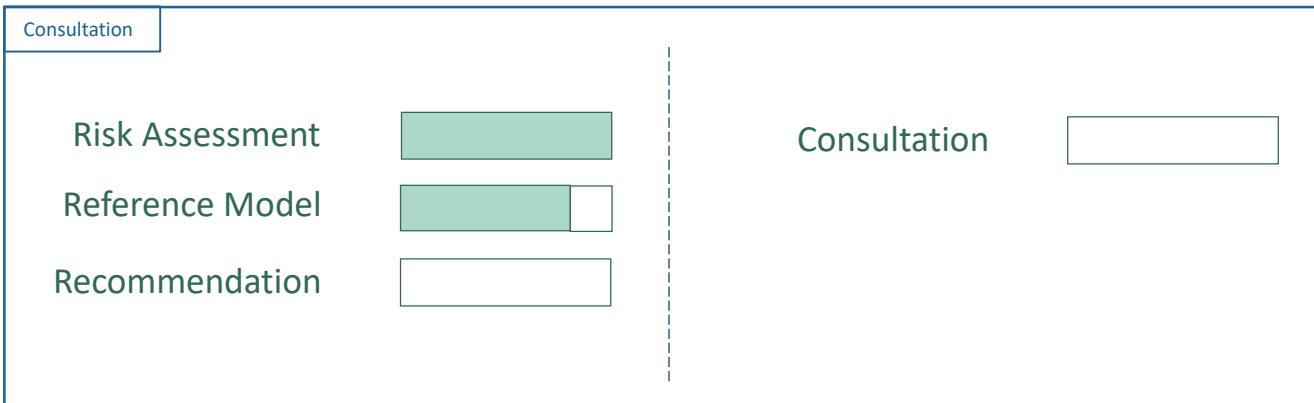 Consultation
Risk Assessment
Reference Model
Recommendation
Consultation